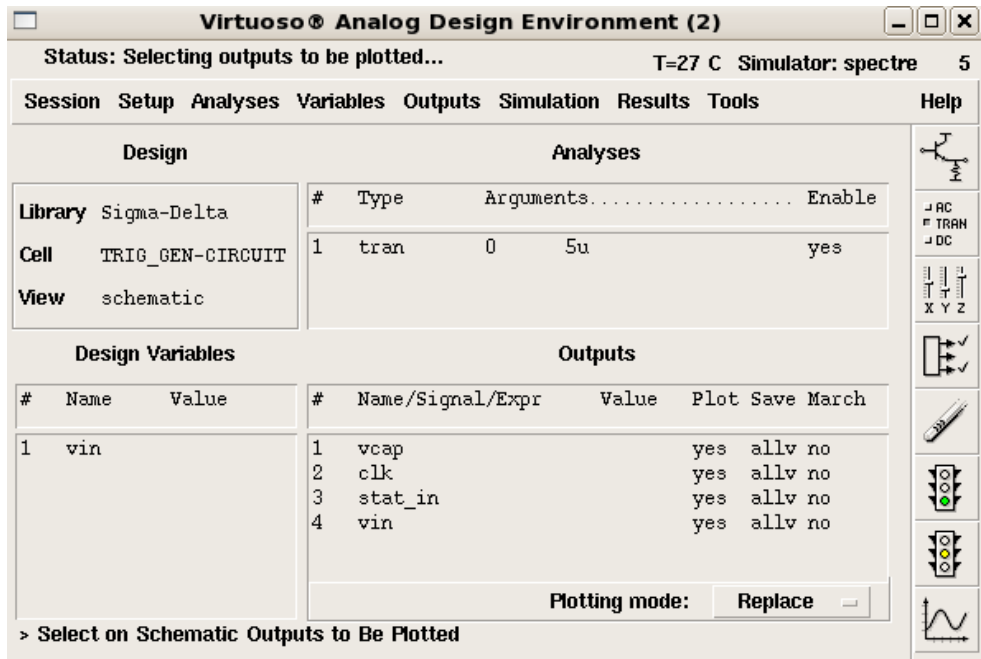 Virtuoso® Analog Design Environment (2)
Status: Selecting outputs to be plotted... T=27 C Simulator: spectre 5
Session Setup Analyses Variables Outputs Simulation Results Tools Help
Design
Library Sigma-Delta
Cell TRIG_GEN-CIRCUIT
View schematic
Analyses
# Type Arguments................... Enable
1 tran 0 5u yes
Design Variables
# Name Value
1 vin
Outputs
# Name/Signal/Expr Value Plot Save March
1 vcap yes allv no
2 clk yes allv no
3 stat_in yes allv no
4 vin yes allv no
Plotting mode: Replace
> Select on Schematic Outputs to Be Plotted
AC
TRAN
DC
X Y Z